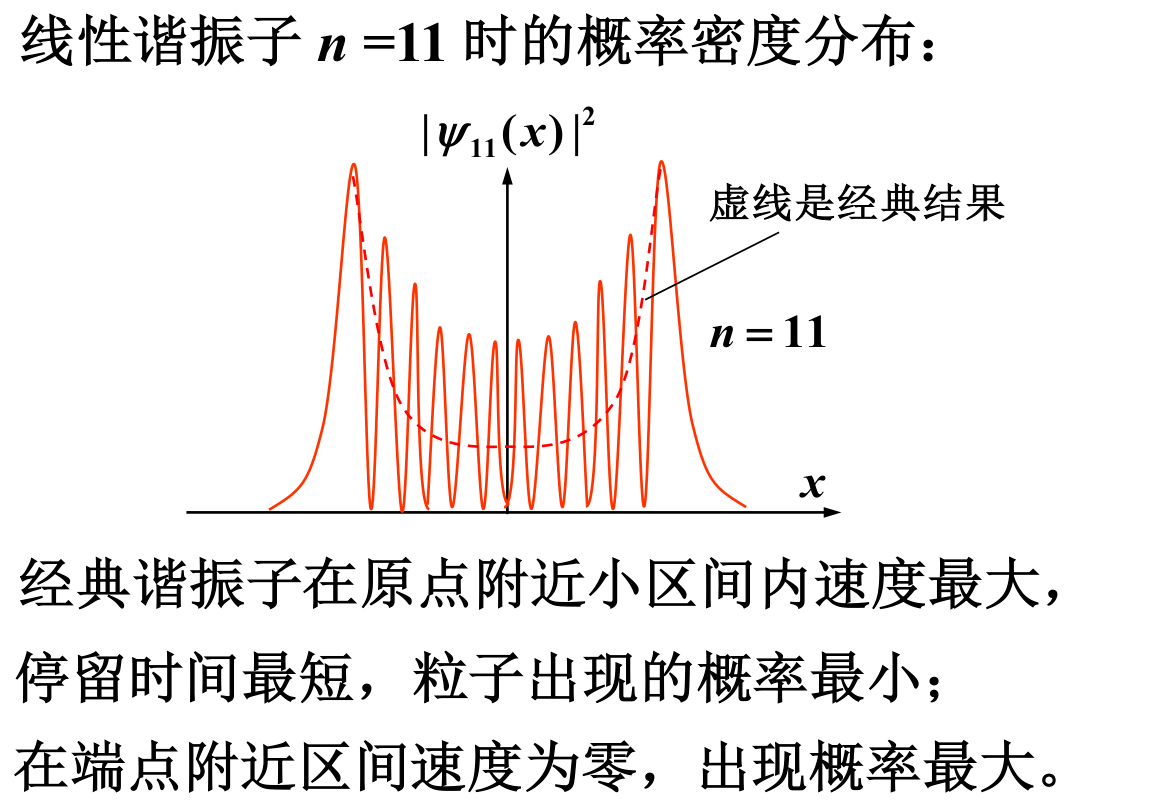 线性谐振子 n =11 时的概率密度分布：
|ψ₁₁(x)|²
虚线是经典结果
n = 11
x
经典谐振子在原点附近小区间内速度最大，
停留时间最短，粒子出现的概率最小；
在端点附近区间速度为零，出现概率最大。